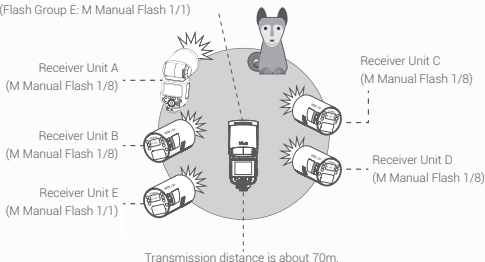 (Flash Group E: M Manual Flash 1/1)
Receiver Unit A
(M Manual Flash 1/8)
Receiver Unit B
(M Manual Flash 1/8)
Receiver Unit E
(M Manual Flash 1/1)
Receiver Unit C
(M Manual Flash 1/8)
Receiver Unit D
(M Manual Flash 1/8)
Transmission distance is about 70m.